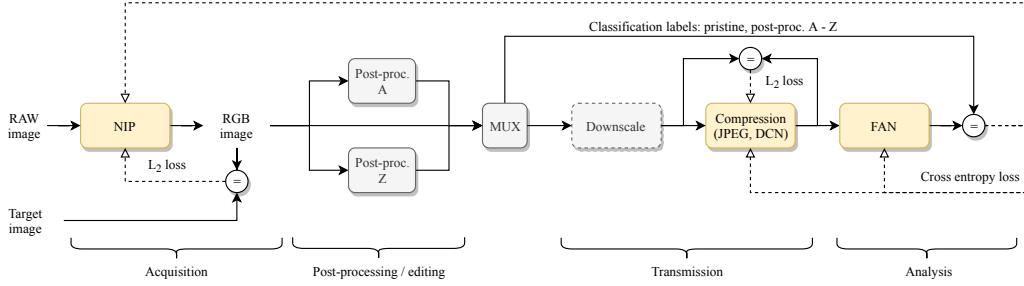 Classification labels: pristine, post-proc. A - Z
RAW
image
NIP
RGB
image
Post-proc.
A
Post-proc.
Z
MUX
Downscale
=
L2 loss
Compression
(JPEG, DCN)
FAN
=
L2 loss
=
Cross entropy loss
Target
image
Acquisition
Post-processing / editing
Transmission
Analysis